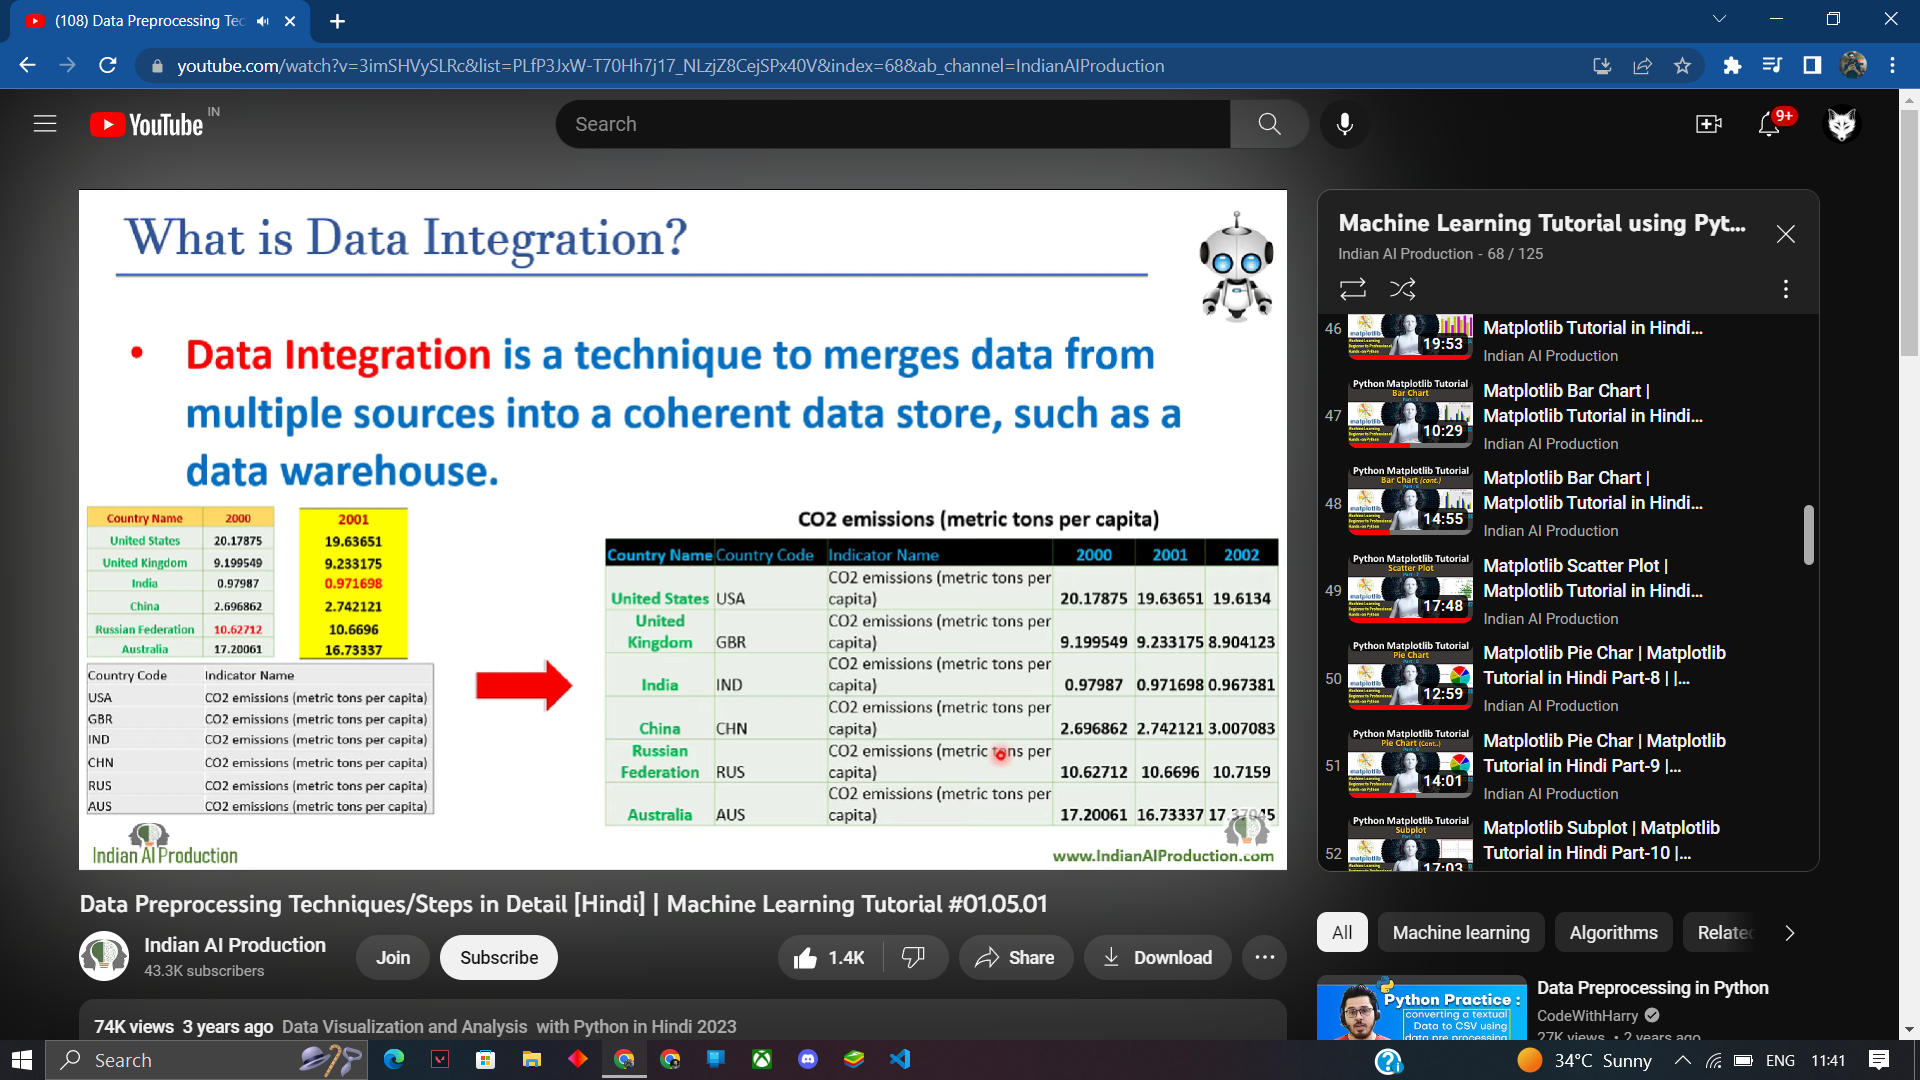 (108) Data Preprocessing Tec
youtube.com/watch?v=3imSHVySLRc&list=PLfP3JxW-T70Hh7j17_NLzjZ8CejSPx40V&index=68&ab_channel=IndianAIProduction
YouTube IN
Search
9+
What is Data Integration?
• Data Integration is a technique to merges data from
multiple sources into a coherent data store, such as a
data warehouse.
Country Name 2000
United States 20.17875
United Kingdom 9.199549
India 0.97987
China 2.696862
Russian Federation 10.62712
Australia 17.20061
2001
19.63651
9.233175
0.971698
2.742121
10.6696
16.73337
Country Code Indicator Name
USA CO2 emissions (metric tons per capita)
GBR CO2 emissions (metric tons per capita)
IND CO2 emissions (metric tons per capita)
CHN CO2 emissions (metric tons per capita)
RUS CO2 emissions (metric tons per capita)
AUS CO2 emissions (metric tons per capita)
CO2 emissions (metric tons per capita)
Country Name Country Code Indicator Name 2000 2001 2002
CO2 emissions (metric tons per
United States USA capita) 20.17875 19.63651 19.6134
United CO2 emissions (metric tons per
Kingdom GBR capita) 9.199549 9.233175 8.904123
CO2 emissions (metric tons per
India IND capita) 0.97987 0.971698 0.967381
CO2 emissions (metric tons per
China CHN capita) 2.696862 2.742121 3.007083
Russian CO2 emissions (metric tons per
Federation RUS capita) 10.62712 10.6696 10.7159
CO2 emissions (metric tons per
Australia AUS capita) 17.20061 16.73337
Indian AI Production
www.IndianAIProduction.com
Data Preprocessing Techniques/Steps in Detail [Hindi] | Machine Learning Tutorial #01.05.01
Indian AI Production
43.3K subscribers
Join
Subscribe
1.4K
Share
Download
74K views 3 years ago Data Visualization and Analysis with Python in Hindi 2023
Machine Learning Tutorial using Pyt...
Indian AI Production - 68 / 125
46
19:53
Matplotlib Tutorial in Hindi...
Indian AI Production
47
Python Matplotlib Tutorial
Bar Chart
10:29
Matplotlib Bar Chart |
Matplotlib Tutorial in Hindi...
Indian AI Production
48
Python Matplotlib Tutorial
Bar Chart (cont.)
14:55
Matplotlib Bar Chart |
Matplotlib Tutorial in Hindi...
Indian AI Production
49
Python Matplotlib Tutorial
Scatter Plot
matplotlib
17:48
Matplotlib Scatter Plot |
Matplotlib Tutorial in Hindi...
Indian AI Production
50
Python Matplotlib Tutorial
Pie Chart
12:59
Matplotlib Pie Char | Matplotlib
Tutorial in Hindi Part-8 | |...
Indian AI Production
51
Python Matplotlib Tutorial
Pie Chart (Cont..)
14:01
Matplotlib Pie Char | Matplotlib
Tutorial in Hindi Part-9 |...
Indian AI Production
52
Python Matplotlib Tutorial
Subplot
17:03
Matplotlib Subplot | Matplotlib
Tutorial in Hindi Part-10 |...
All
Machine learning
Algorithms
Related
Python Practice :
converting a textual
Data to CSV using
data pre processing
Data Preprocessing in Python
CodeWithHarry
27K views • 2 years ago
Search
34°C Sunny
ENG
11:41